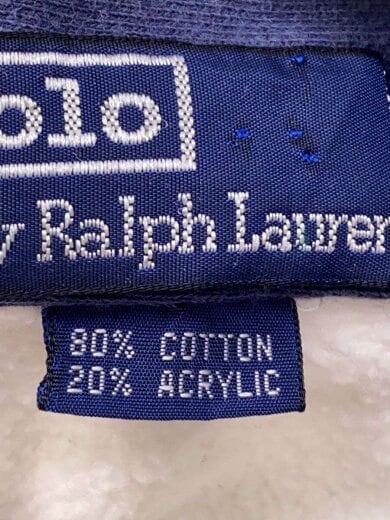 olo
y Ralph Lauren
80% COTTON
20% ACRYLIC